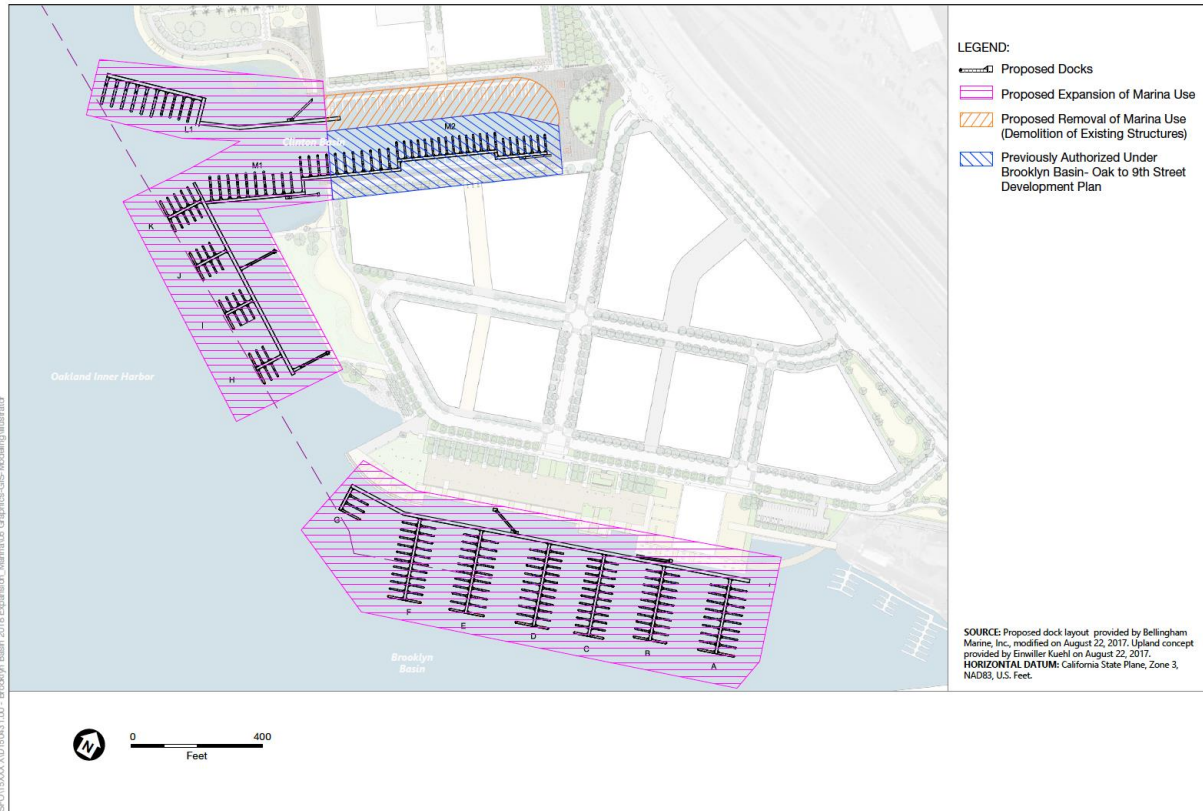 LEGEND:
Proposed Docks
Proposed Expansion of Marina Use
Proposed Removal of Marina Use
(Demolition of Existing Structures)
Previously Authorized Under
Brooklyn Basin- Oak to 9th Street
Development Plan
L1
M2
Clinton Basin
M1
K
J
I
H
Oakland Inner Harbor
G
F
E
D
C
B
A
Brooklyn
Basin
SOURCE: Proposed dock layout provided by Bellingham
Marine, Inc., modified on August 22, 2017. Upland concept
provided by Einwiller Kuehl on August 22, 2017.
HORIZONTAL DATUM: California State Plane, Zone 3,
NAD83, U.S. Feet.
N
0 400
Feet